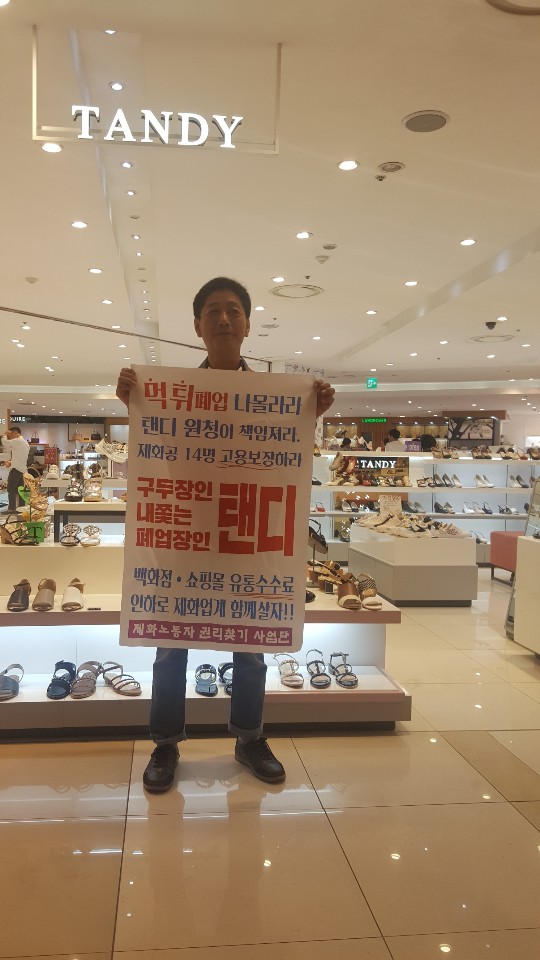 TANDY
먹튀폐업 나몰라라
탠디 원청이 책임저라.
제화공 14명 고용보장하라
구두장인
내쫓는
폐업장인
탠디
백화점·쇼핑몰 유통수수료
인하로 제화업계 함께살자!!
제화노동자 권리찾기 사업단
TANDY
LANDROVER